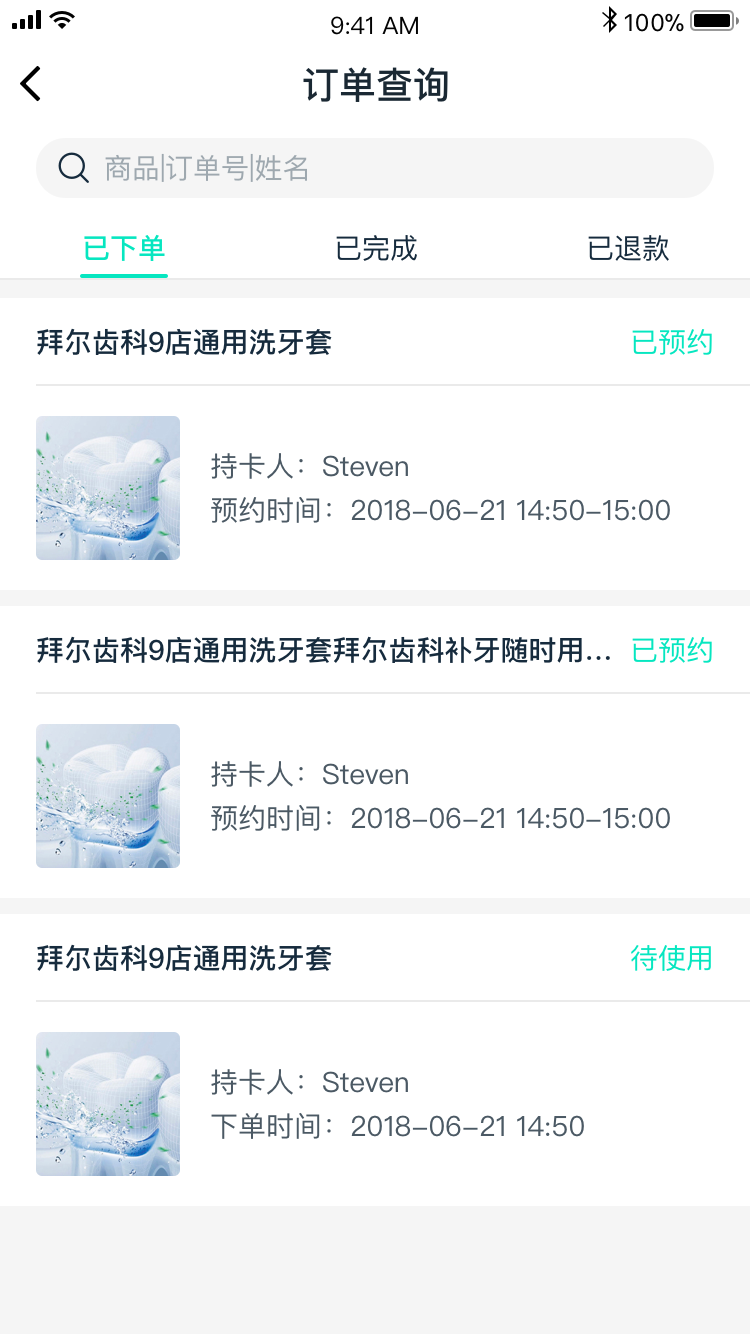 9:41 AM
100%
订单查询
商品|订单号|姓名
已下单
已完成
已退款
拜尔齿科9店通用洗牙套
已预约
持卡人：Steven
预约时间：2018-06-21 14:50-15:00
拜尔齿科9店通用洗牙套拜尔齿科补牙随时用...
已预约
持卡人：Steven
预约时间：2018-06-21 14:50-15:00
拜尔齿科9店通用洗牙套
待使用
持卡人：Steven
下单时间：2018-06-21 14:50